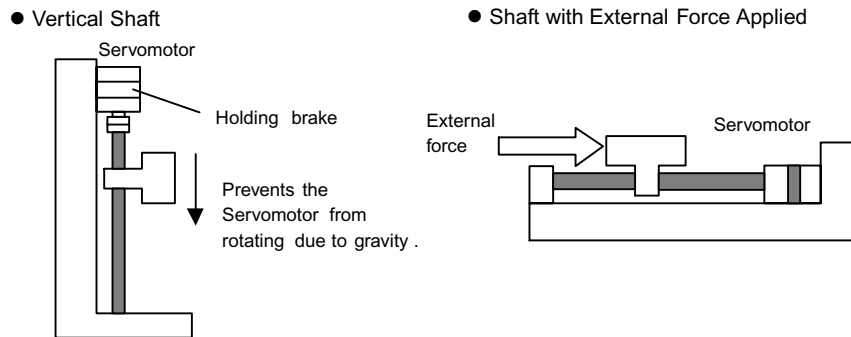 ● Vertical Shaft
Servomotor
Holding brake
Prevents the
Servomotor from
rotating due to gravity .
● Shaft with External Force Applied
External
force
Servomotor